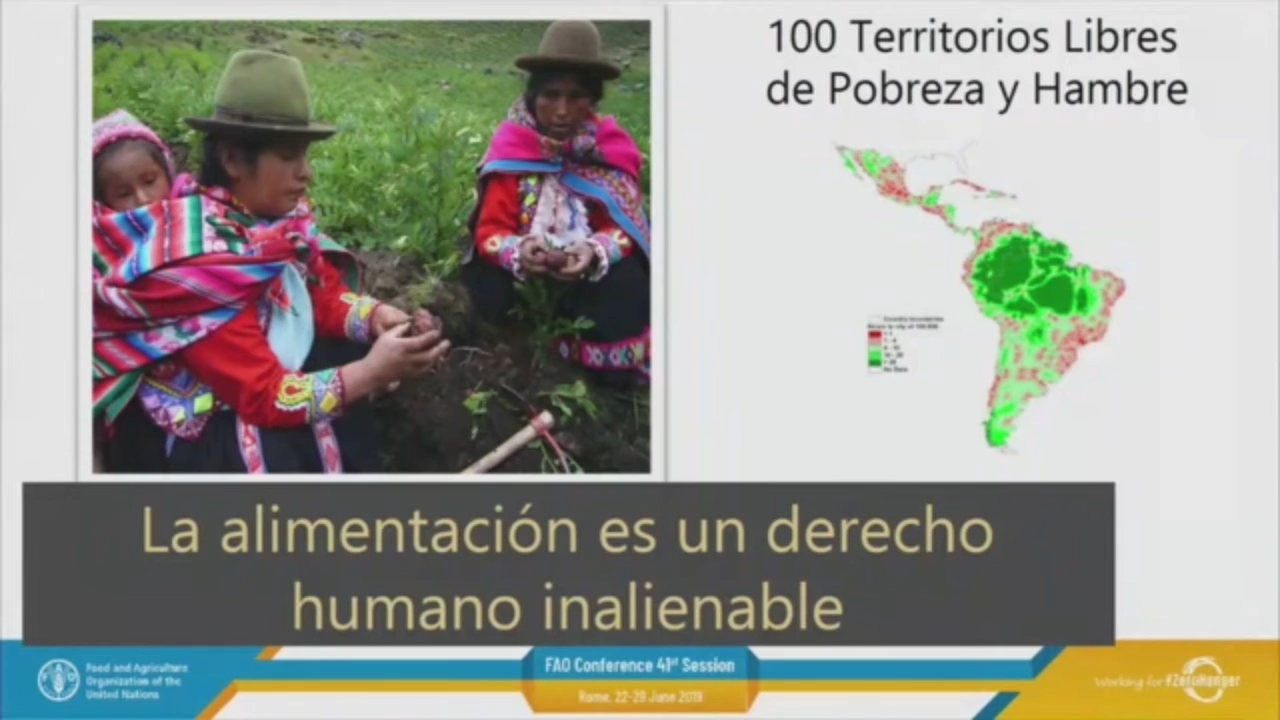 100 Territorios Libres
de Pobreza y Hambre
La alimentación es un derecho
humano inalienable
Food and Agriculture
Organization of the
United Nations
FAO Conference 41st Session
Rome, 22-29 June 2019
Working for #ZeroHunger